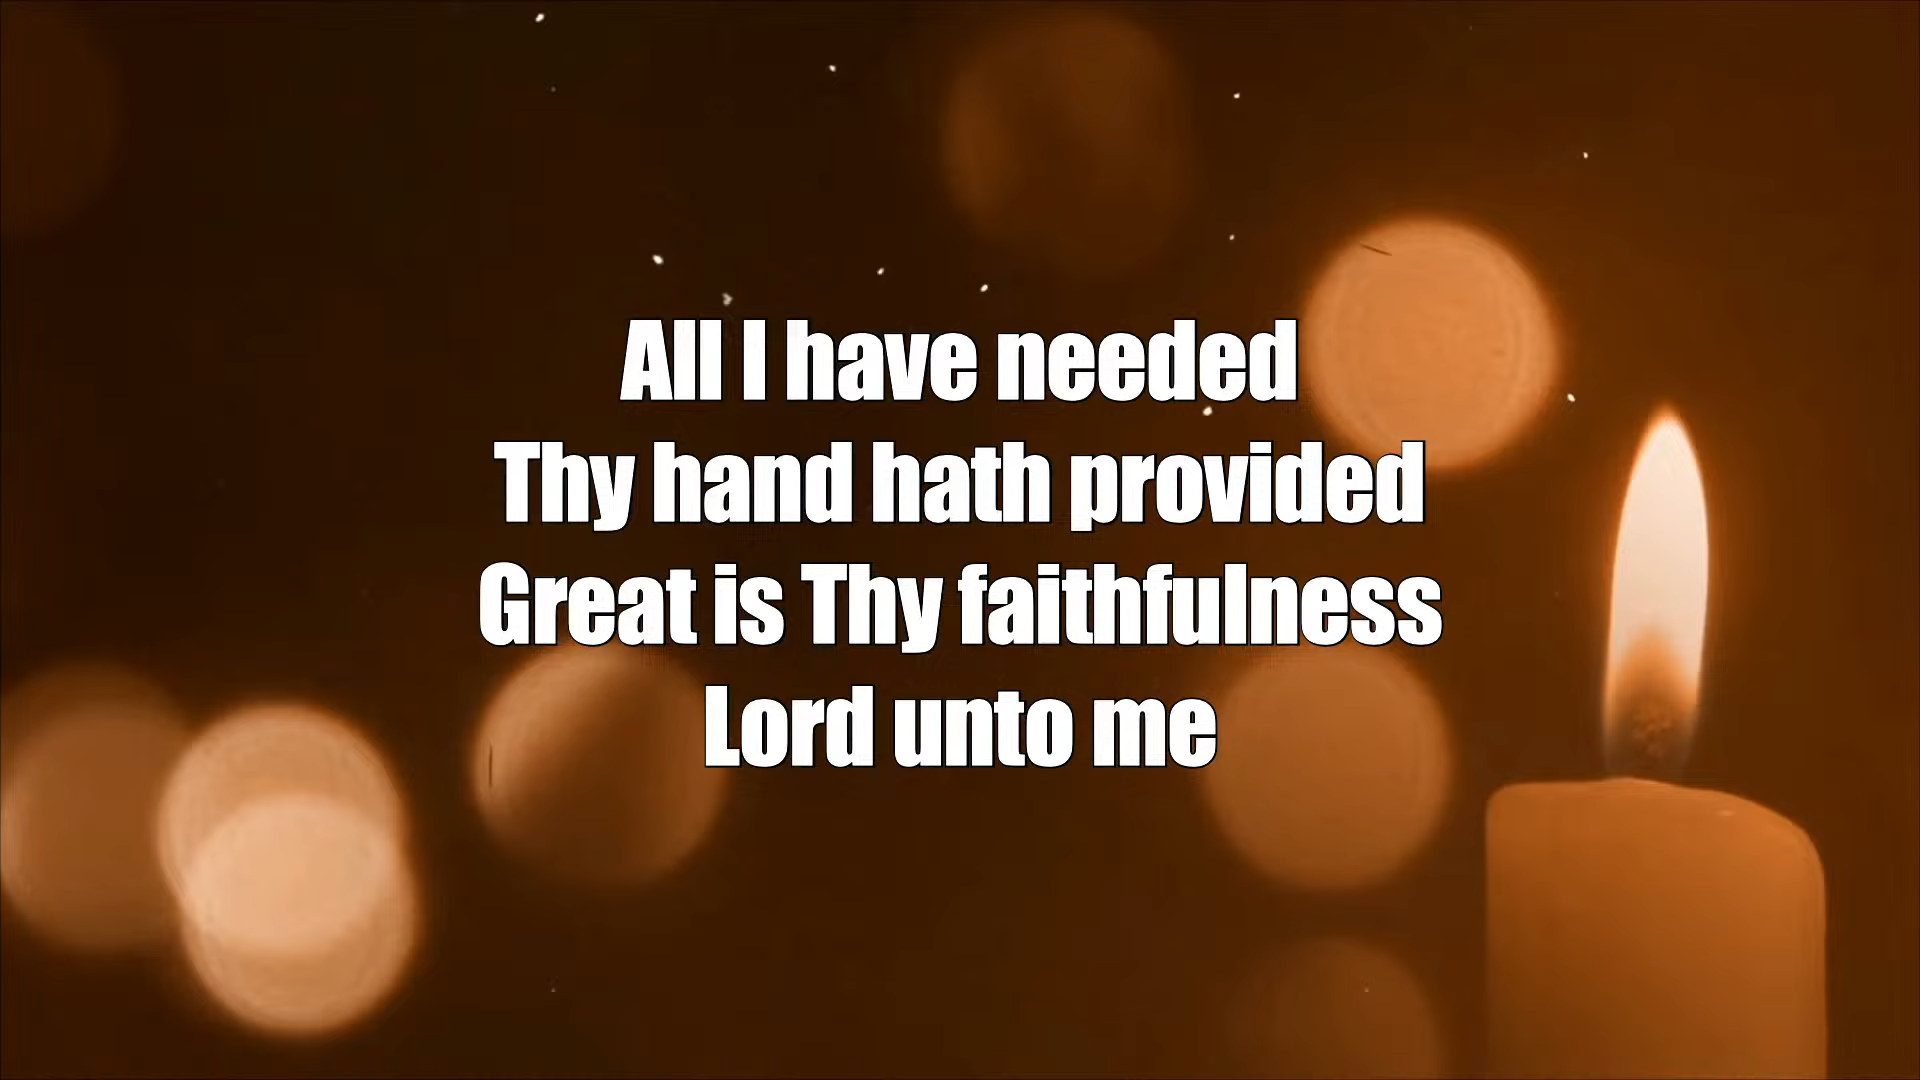 All I have needed
Thy hand hath provided
Great is Thy faithfulness
Lord unto me